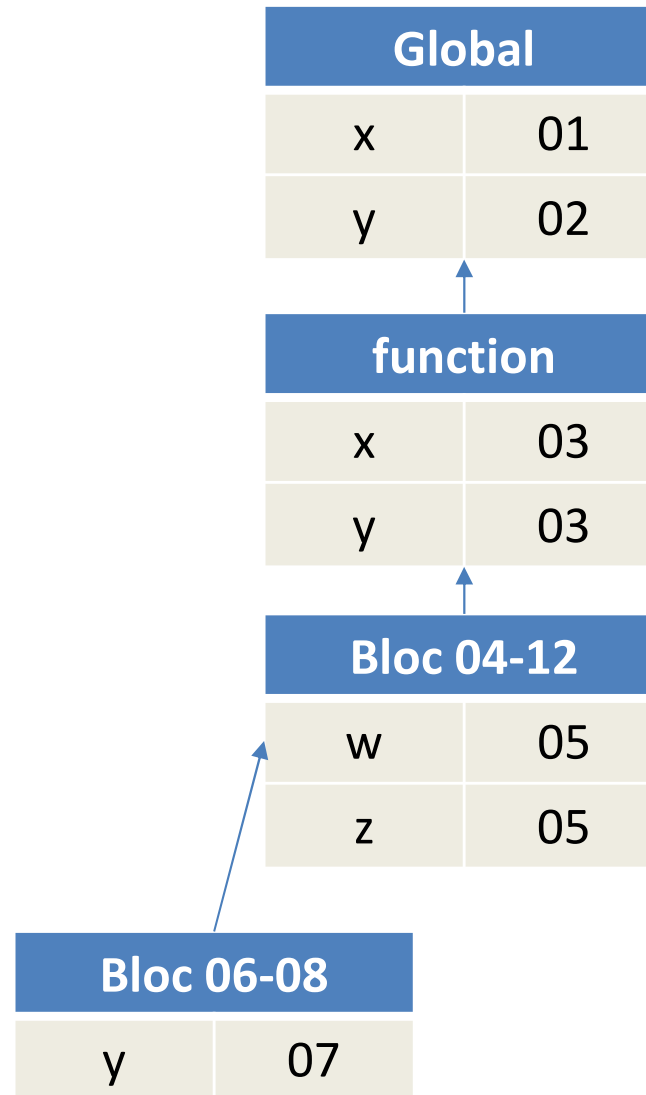 Global
x 01
y 02
function
x 03
y 03
Bloc 04-12
w 05
z 05
Bloc 06-08
y 07